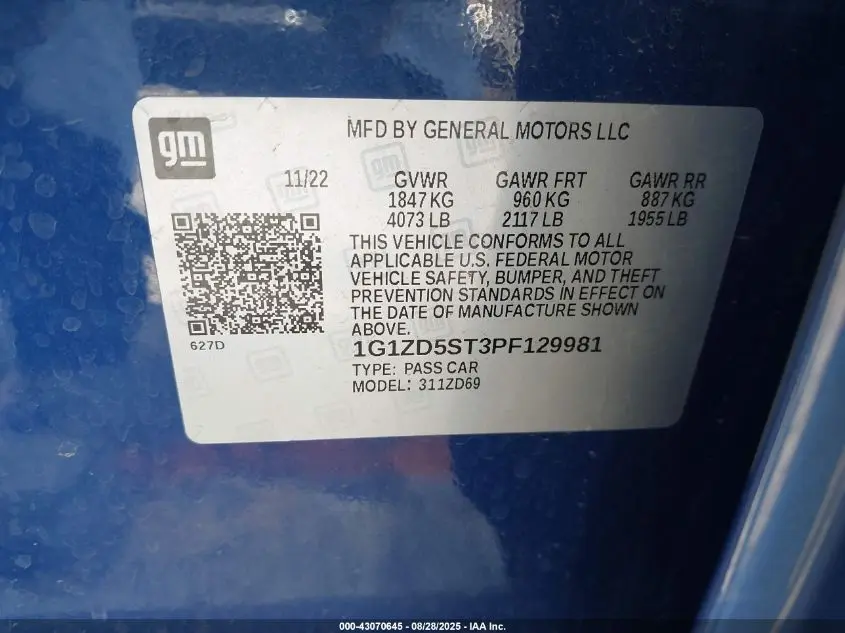 gm
MFD BY GENERAL MOTORS LLC
11/22 GVWR GAWR FRT GAWR RR
1847 KG 960 KG 887 KG
4073 LB 2117 LB 1955 LB
THIS VEHICLE CONFORMS TO ALL
APPLICABLE U.S. FEDERAL MOTOR
VEHICLE SAFETY, BUMPER, AND THEFT
PREVENTION STANDARDS IN EFFECT ON
THE DATE OF MANUFACTURE SHOWN
ABOVE.
627D
1G1ZD5ST3PF129981
TYPE: PASS CAR
MODEL: 311ZD69
000-43070645 - 08/28/2025 - IAA Inc.